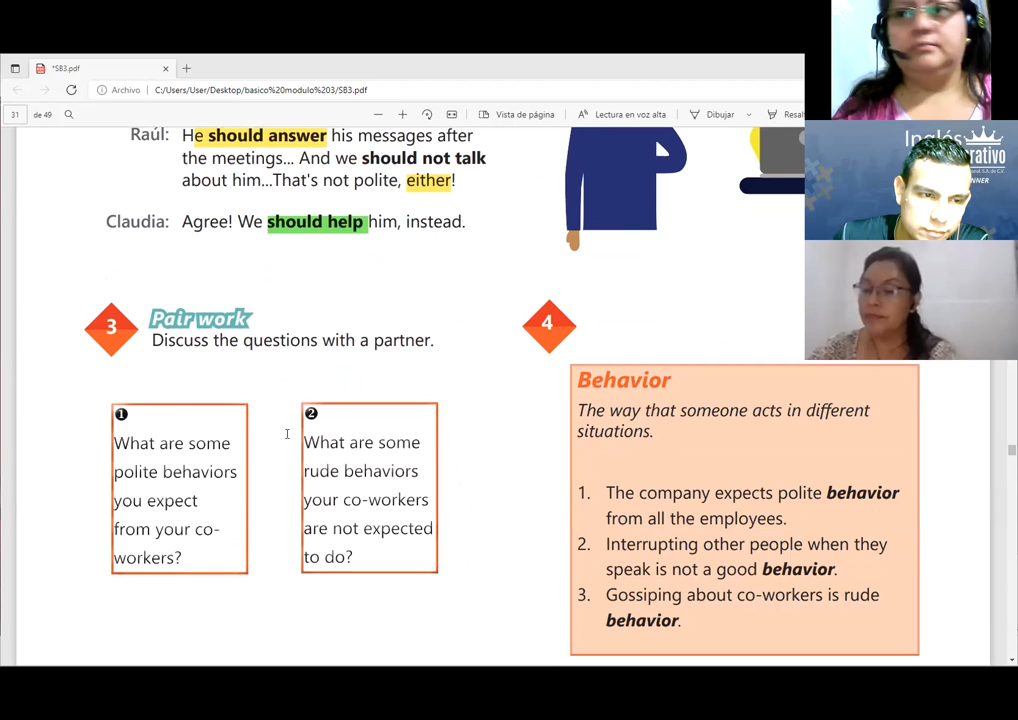 *SB3.pdf
Archivo C:/Users/User/Desktop/basico%20modulo%203/SB3.pdf
31 de 49 Vista de página Lectura en voz alta Dibujar
Raúl: He should answer his messages after
the meetings... And we should not talk
about him...That's not polite, either!
Claudia: Agree! We should help him, instead.
3 Pair work
Discuss the questions with a partner.
1
What are some
polite behaviors
you expect
from your co-
workers?
2
What are some
rude behaviors
your co-workers
are not expected
to do?
4
Behavior
The way that someone acts in different
situations.
1. The company expects polite behavior
from all the employees.
2. Interrupting other people when they
speak is not a good behavior.
3. Gossiping about co-workers is rude
behavior.
Inglés